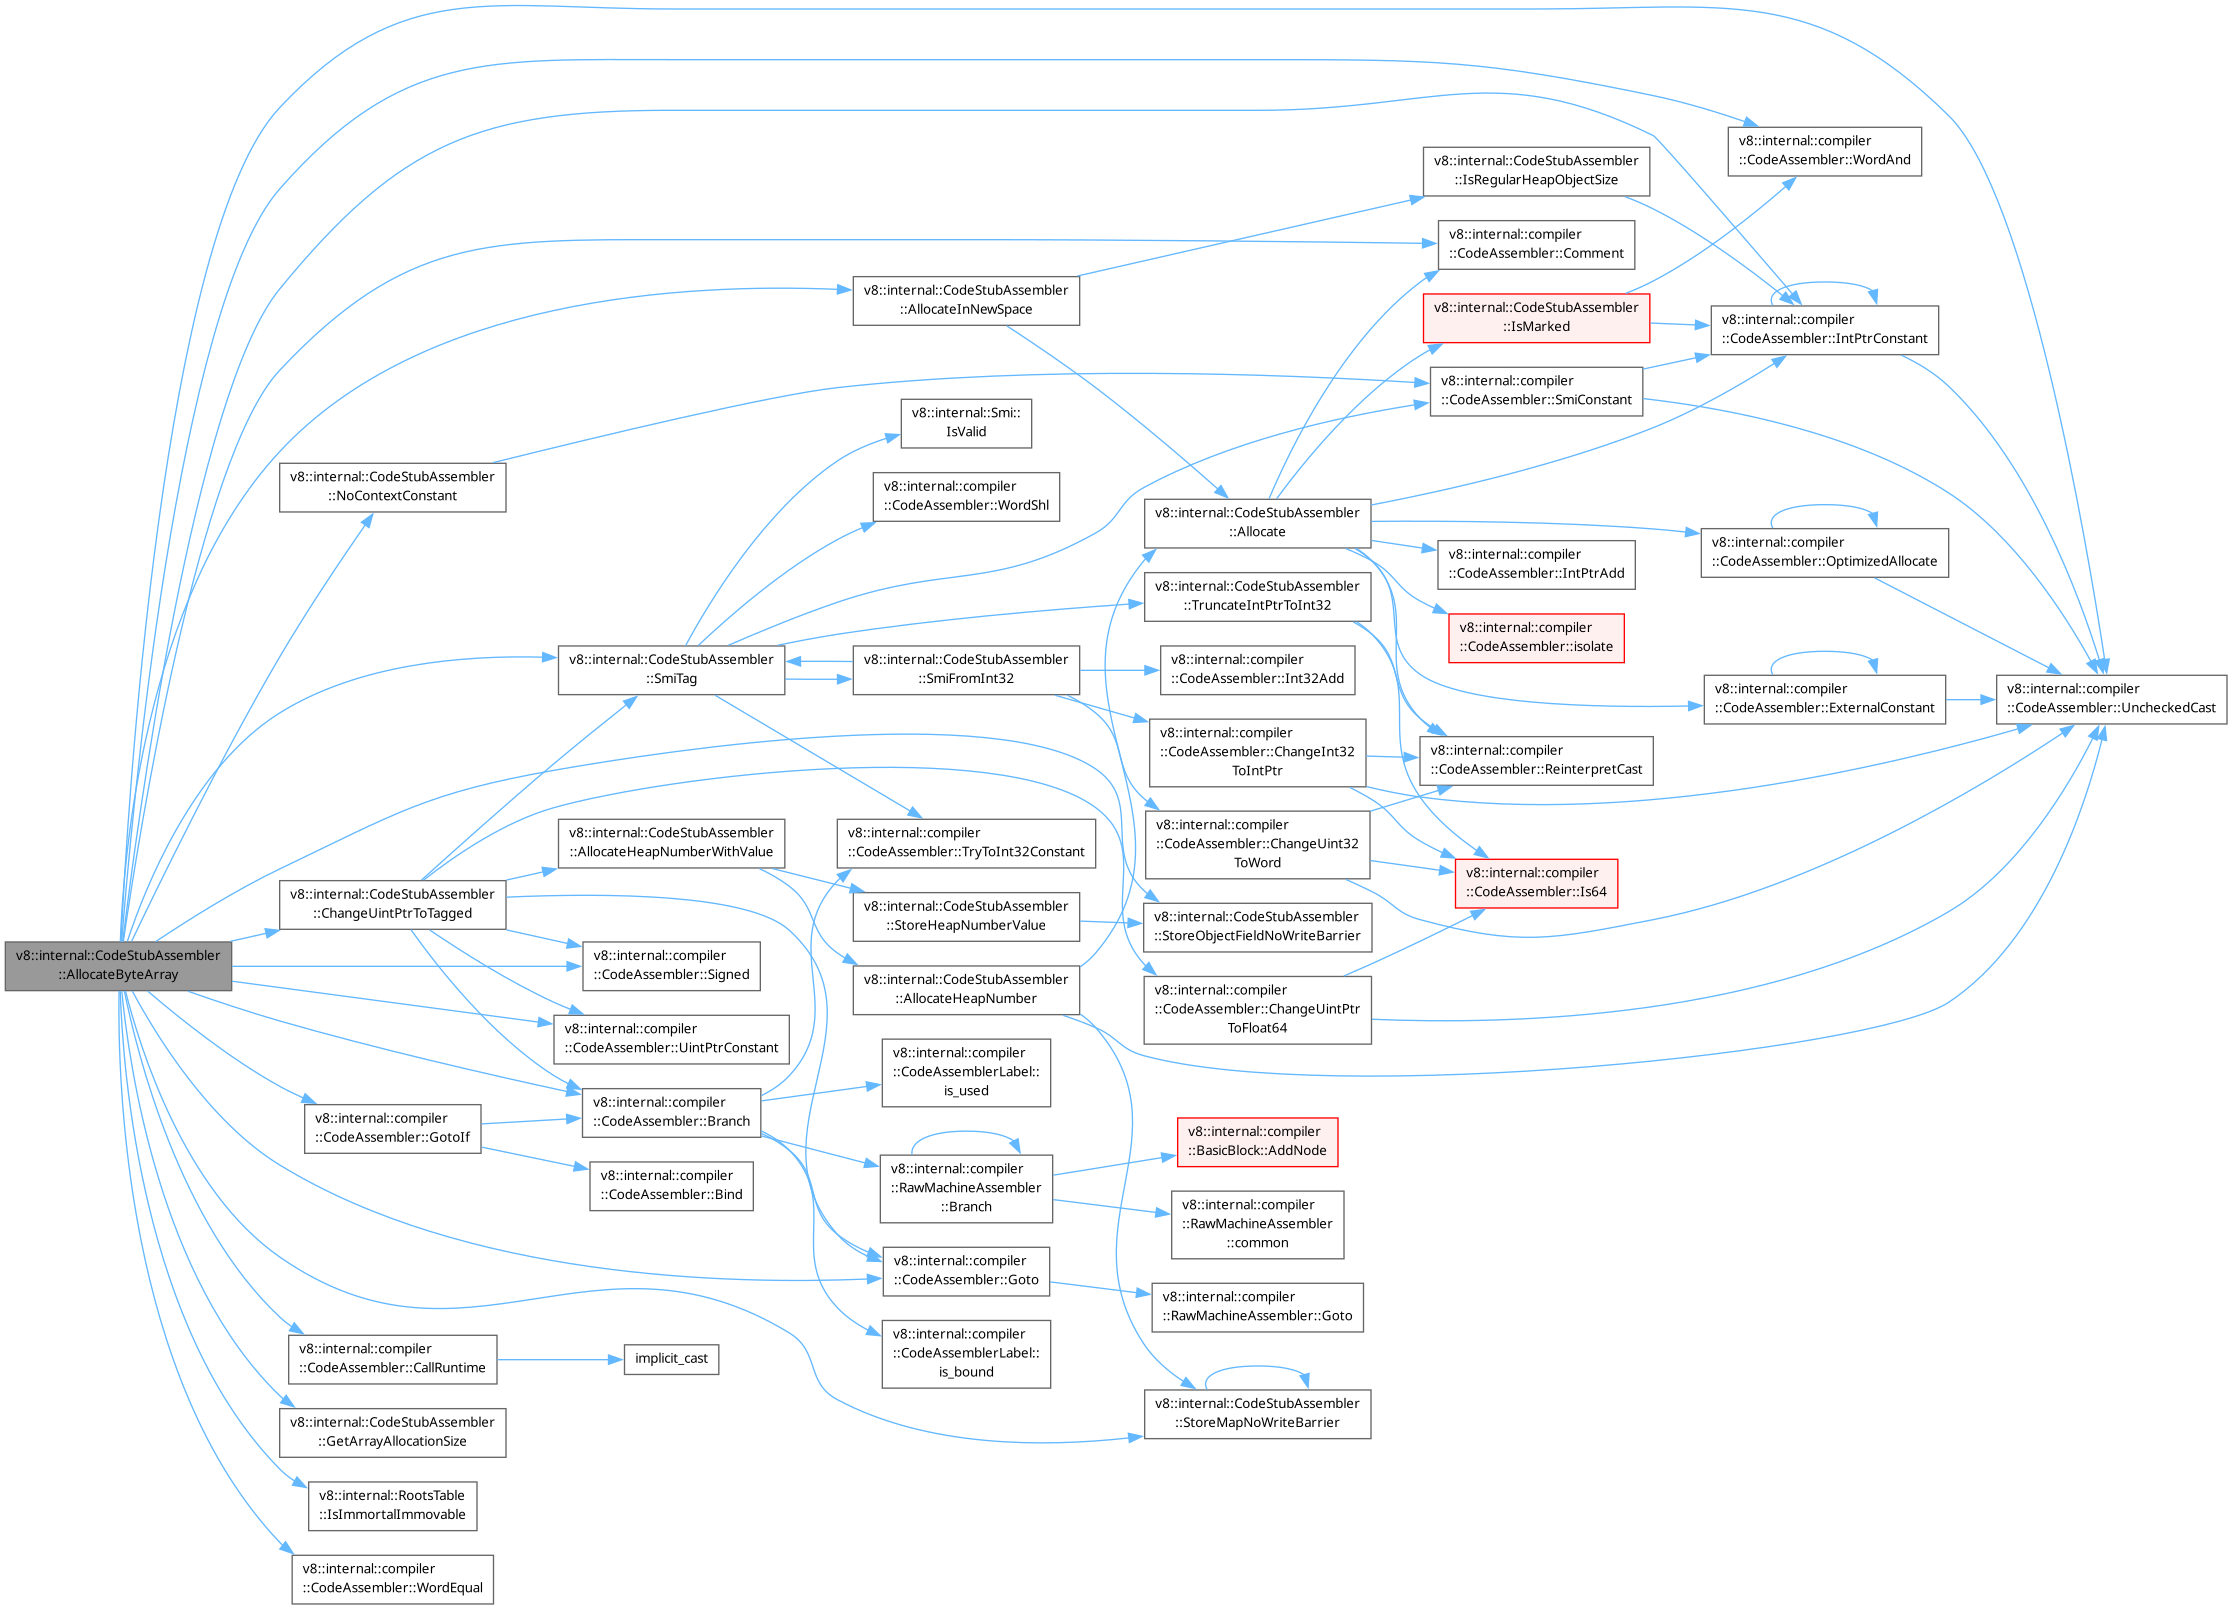 v8::internal::CodeStubAssembler
::AllocateByteArray
v8::internal::CodeStubAssembler
::NoContextConstant
v8::internal::CodeStubAssembler
::ChangeUintPtrToTagged
v8::internal::compiler
::CodeAssembler::GotoIf
v8::internal::compiler
::CodeAssembler::CallRuntime
v8::internal::CodeStubAssembler
::GetArrayAllocationSize
v8::internal::RootsTable
::IsImmortalImmovable
v8::internal::compiler
::CodeAssembler::WordEqual
v8::internal::CodeStubAssembler
::SmiTag
v8::internal::CodeStubAssembler
::AllocateHeapNumberWithValue
v8::internal::compiler
::CodeAssembler::Signed
v8::internal::compiler
::CodeAssembler::UintPtrConstant
v8::internal::compiler
::CodeAssembler::Branch
v8::internal::compiler
::CodeAssembler::Bind
implicit_cast
v8::internal::CodeStubAssembler
::AllocateInNewSpace
v8::internal::Smi::
IsValid
v8::internal::compiler
::CodeAssembler::WordShl
v8::internal::CodeStubAssembler
::SmiFromInt32
v8::internal::compiler
::CodeAssembler::TryToInt32Constant
v8::internal::CodeStubAssembler
::StoreHeapNumberValue
v8::internal::CodeStubAssembler
::AllocateHeapNumber
v8::internal::compiler
::CodeAssemblerLabel::
is_used
v8::internal::compiler
::RawMachineAssembler
::Branch
v8::internal::compiler
::CodeAssembler::Goto
v8::internal::compiler
::CodeAssemblerLabel::
is_bound
v8::internal::CodeStubAssembler
::Allocate
v8::internal::CodeStubAssembler
::TruncateIntPtrToInt32
v8::internal::compiler
::CodeAssembler::Int32Add
v8::internal::compiler
::CodeAssembler::ChangeInt32
ToIntPtr
v8::internal::compiler
::CodeAssembler::ChangeUint32
ToWord
v8::internal::CodeStubAssembler
::StoreObjectFieldNoWriteBarrier
v8::internal::compiler
::CodeAssembler::ChangeUintPtr
ToFloat64
v8::internal::compiler
::BasicBlock::AddNode
v8::internal::compiler
::RawMachineAssembler
::common
v8::internal::compiler
::RawMachineAssembler::Goto
v8::internal::CodeStubAssembler
::StoreMapNoWriteBarrier
v8::internal::CodeStubAssembler
::IsRegularHeapObjectSize
v8::internal::compiler
::CodeAssembler::Comment
v8::internal::CodeStubAssembler
::IsMarked
v8::internal::compiler
::CodeAssembler::SmiConstant
v8::internal::compiler
::CodeAssembler::IntPtrAdd
v8::internal::compiler
::CodeAssembler::isolate
v8::internal::compiler
::CodeAssembler::ReinterpretCast
v8::internal::compiler
::CodeAssembler::Is64
v8::internal::compiler
::CodeAssembler::WordAnd
v8::internal::compiler
::CodeAssembler::IntPtrConstant
v8::internal::compiler
::CodeAssembler::OptimizedAllocate
v8::internal::compiler
::CodeAssembler::ExternalConstant
v8::internal::compiler
::CodeAssembler::UncheckedCast